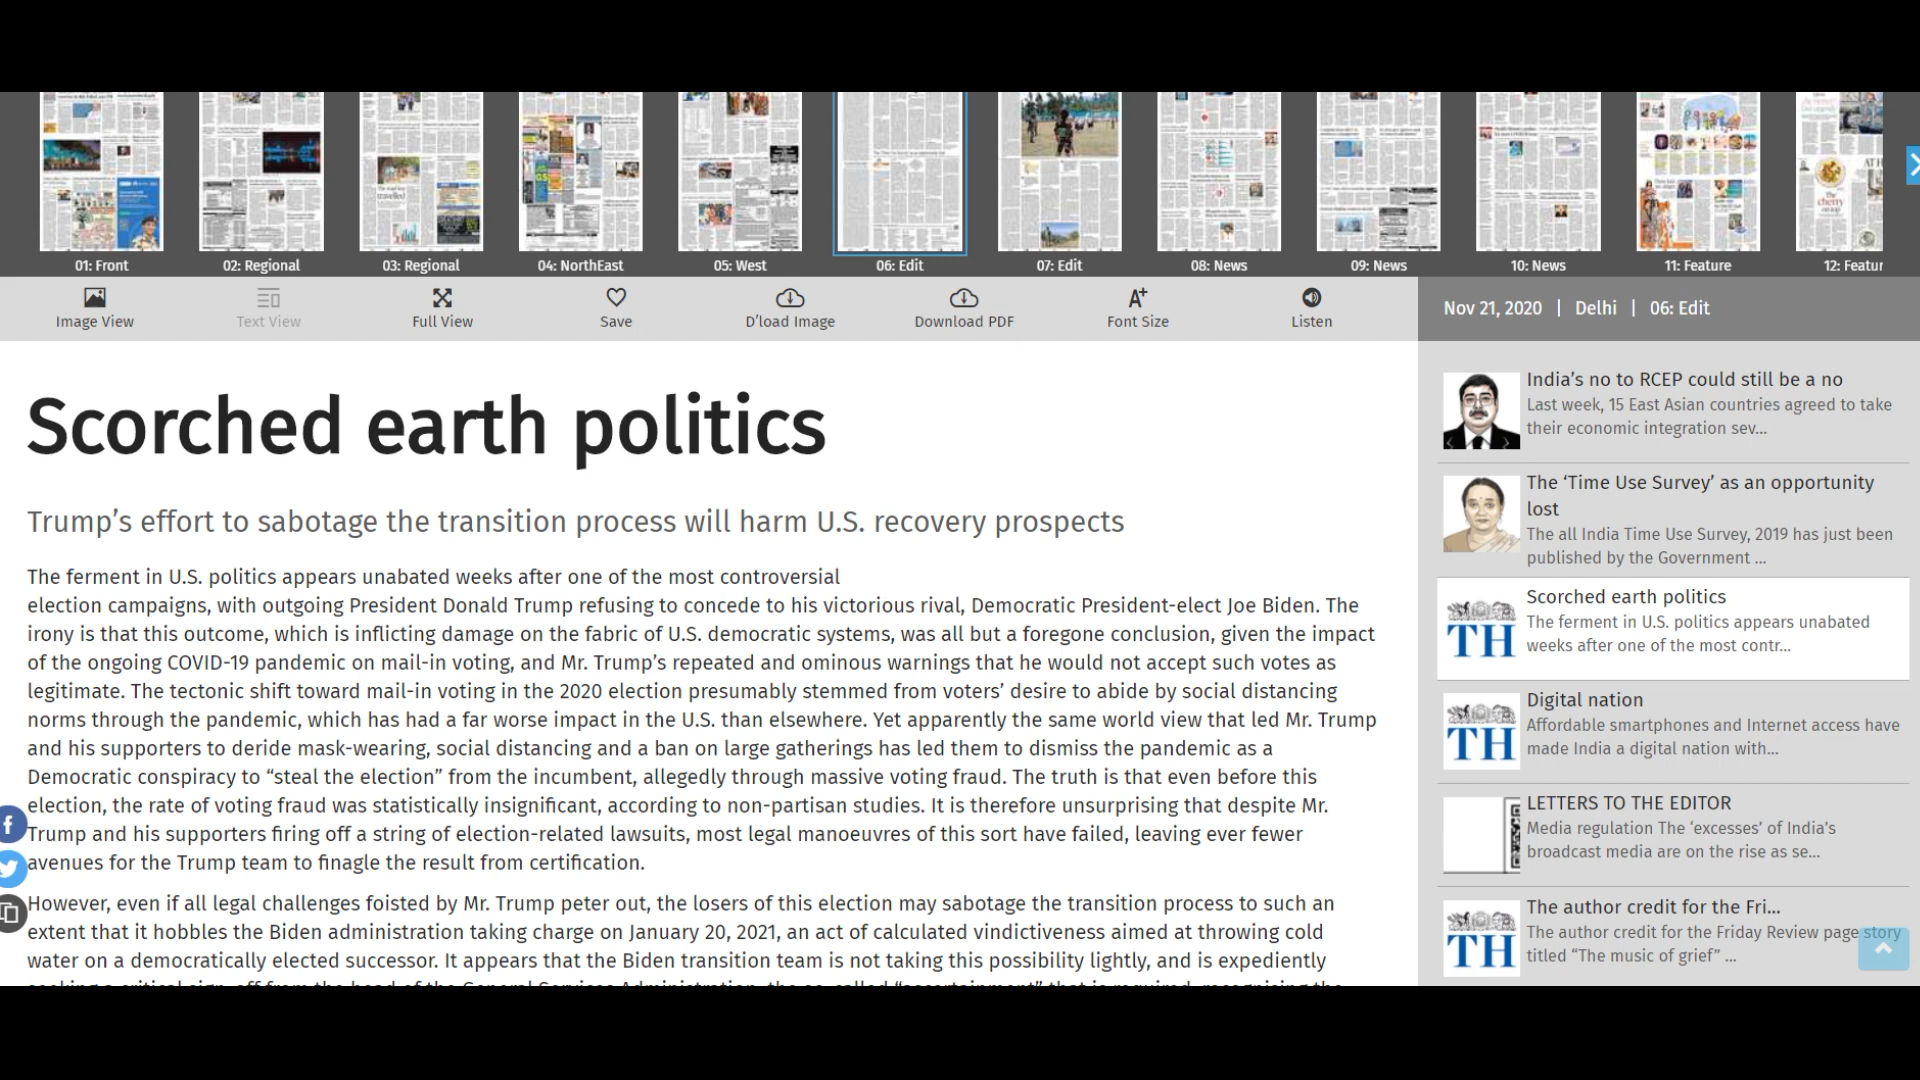 01: Front
02: Regional
03: Regional
04: NorthEast
05: West
06: Edit
07: Edit
08: News
09: News
10: News
11: Feature
12: Featur
Image View
Text View
Full View
Save
D'load Image
Download PDF
A+
Font Size
Listen
Nov 21, 2020 | Delhi | 06: Edit
Scorched earth politics
Trump’s effort to sabotage the transition process will harm U.S. recovery prospects
The ferment in U.S. politics appears unabated weeks after one of the most controversial
election campaigns, with outgoing President Donald Trump refusing to concede to his victorious rival, Democratic President-elect Joe Biden. The
irony is that this outcome, which is inflicting damage on the fabric of U.S. democratic systems, was all but a foregone conclusion, given the impact
of the ongoing COVID-19 pandemic on mail-in voting, and Mr. Trump’s repeated and ominous warnings that he would not accept such votes as
legitimate. The tectonic shift toward mail-in voting in the 2020 election presumably stemmed from voters’ desire to abide by social distancing
norms through the pandemic, which has had a far worse impact in the U.S. than elsewhere. Yet apparently the same world view that led Mr. Trump
and his supporters to deride mask-wearing, social distancing and a ban on large gatherings has led them to dismiss the pandemic as a
Democratic conspiracy to “steal the election” from the incumbent, allegedly through massive voting fraud. The truth is that even before this
election, the rate of voting fraud was statistically insignificant, according to non-partisan studies. It is therefore unsurprising that despite Mr.
Trump and his supporters firing off a string of election-related lawsuits, most legal manoeuvres of this sort have failed, leaving ever fewer
avenues for the Trump team to finagle the result from certification.
However, even if all legal challenges foisted by Mr. Trump peter out, the losers of this election may sabotage the transition process to such an
extent that it hobbles the Biden administration taking charge on January 20, 2021, an act of calculated vindictiveness aimed at throwing cold
water on a democratically elected successor. It appears that the Biden transition team is not taking this possibility lightly, and is expediently
seeking a critical sign-off from the head of the General Services Administration, the so-called “ascertainment” that is required, recognising the
India’s no to RCEP could still be a no
Last week, 15 East Asian countries agreed to take
their economic integration sev...
The ‘Time Use Survey’ as an opportunity
lost
The all India Time Use Survey, 2019 has just been
published by the Government ...
TH
Scorched earth politics
The ferment in U.S. politics appears unabated
weeks after one of the most contr...
TH
Digital nation
Affordable smartphones and Internet access have
made India a digital nation with...
LETTERS TO THE EDITOR
Media regulation The ‘excesses’ of India’s
broadcast media are on the rise as se...
TH
The author credit for the Fri...
The author credit for the Friday Review page story
titled “The music of grief” ...